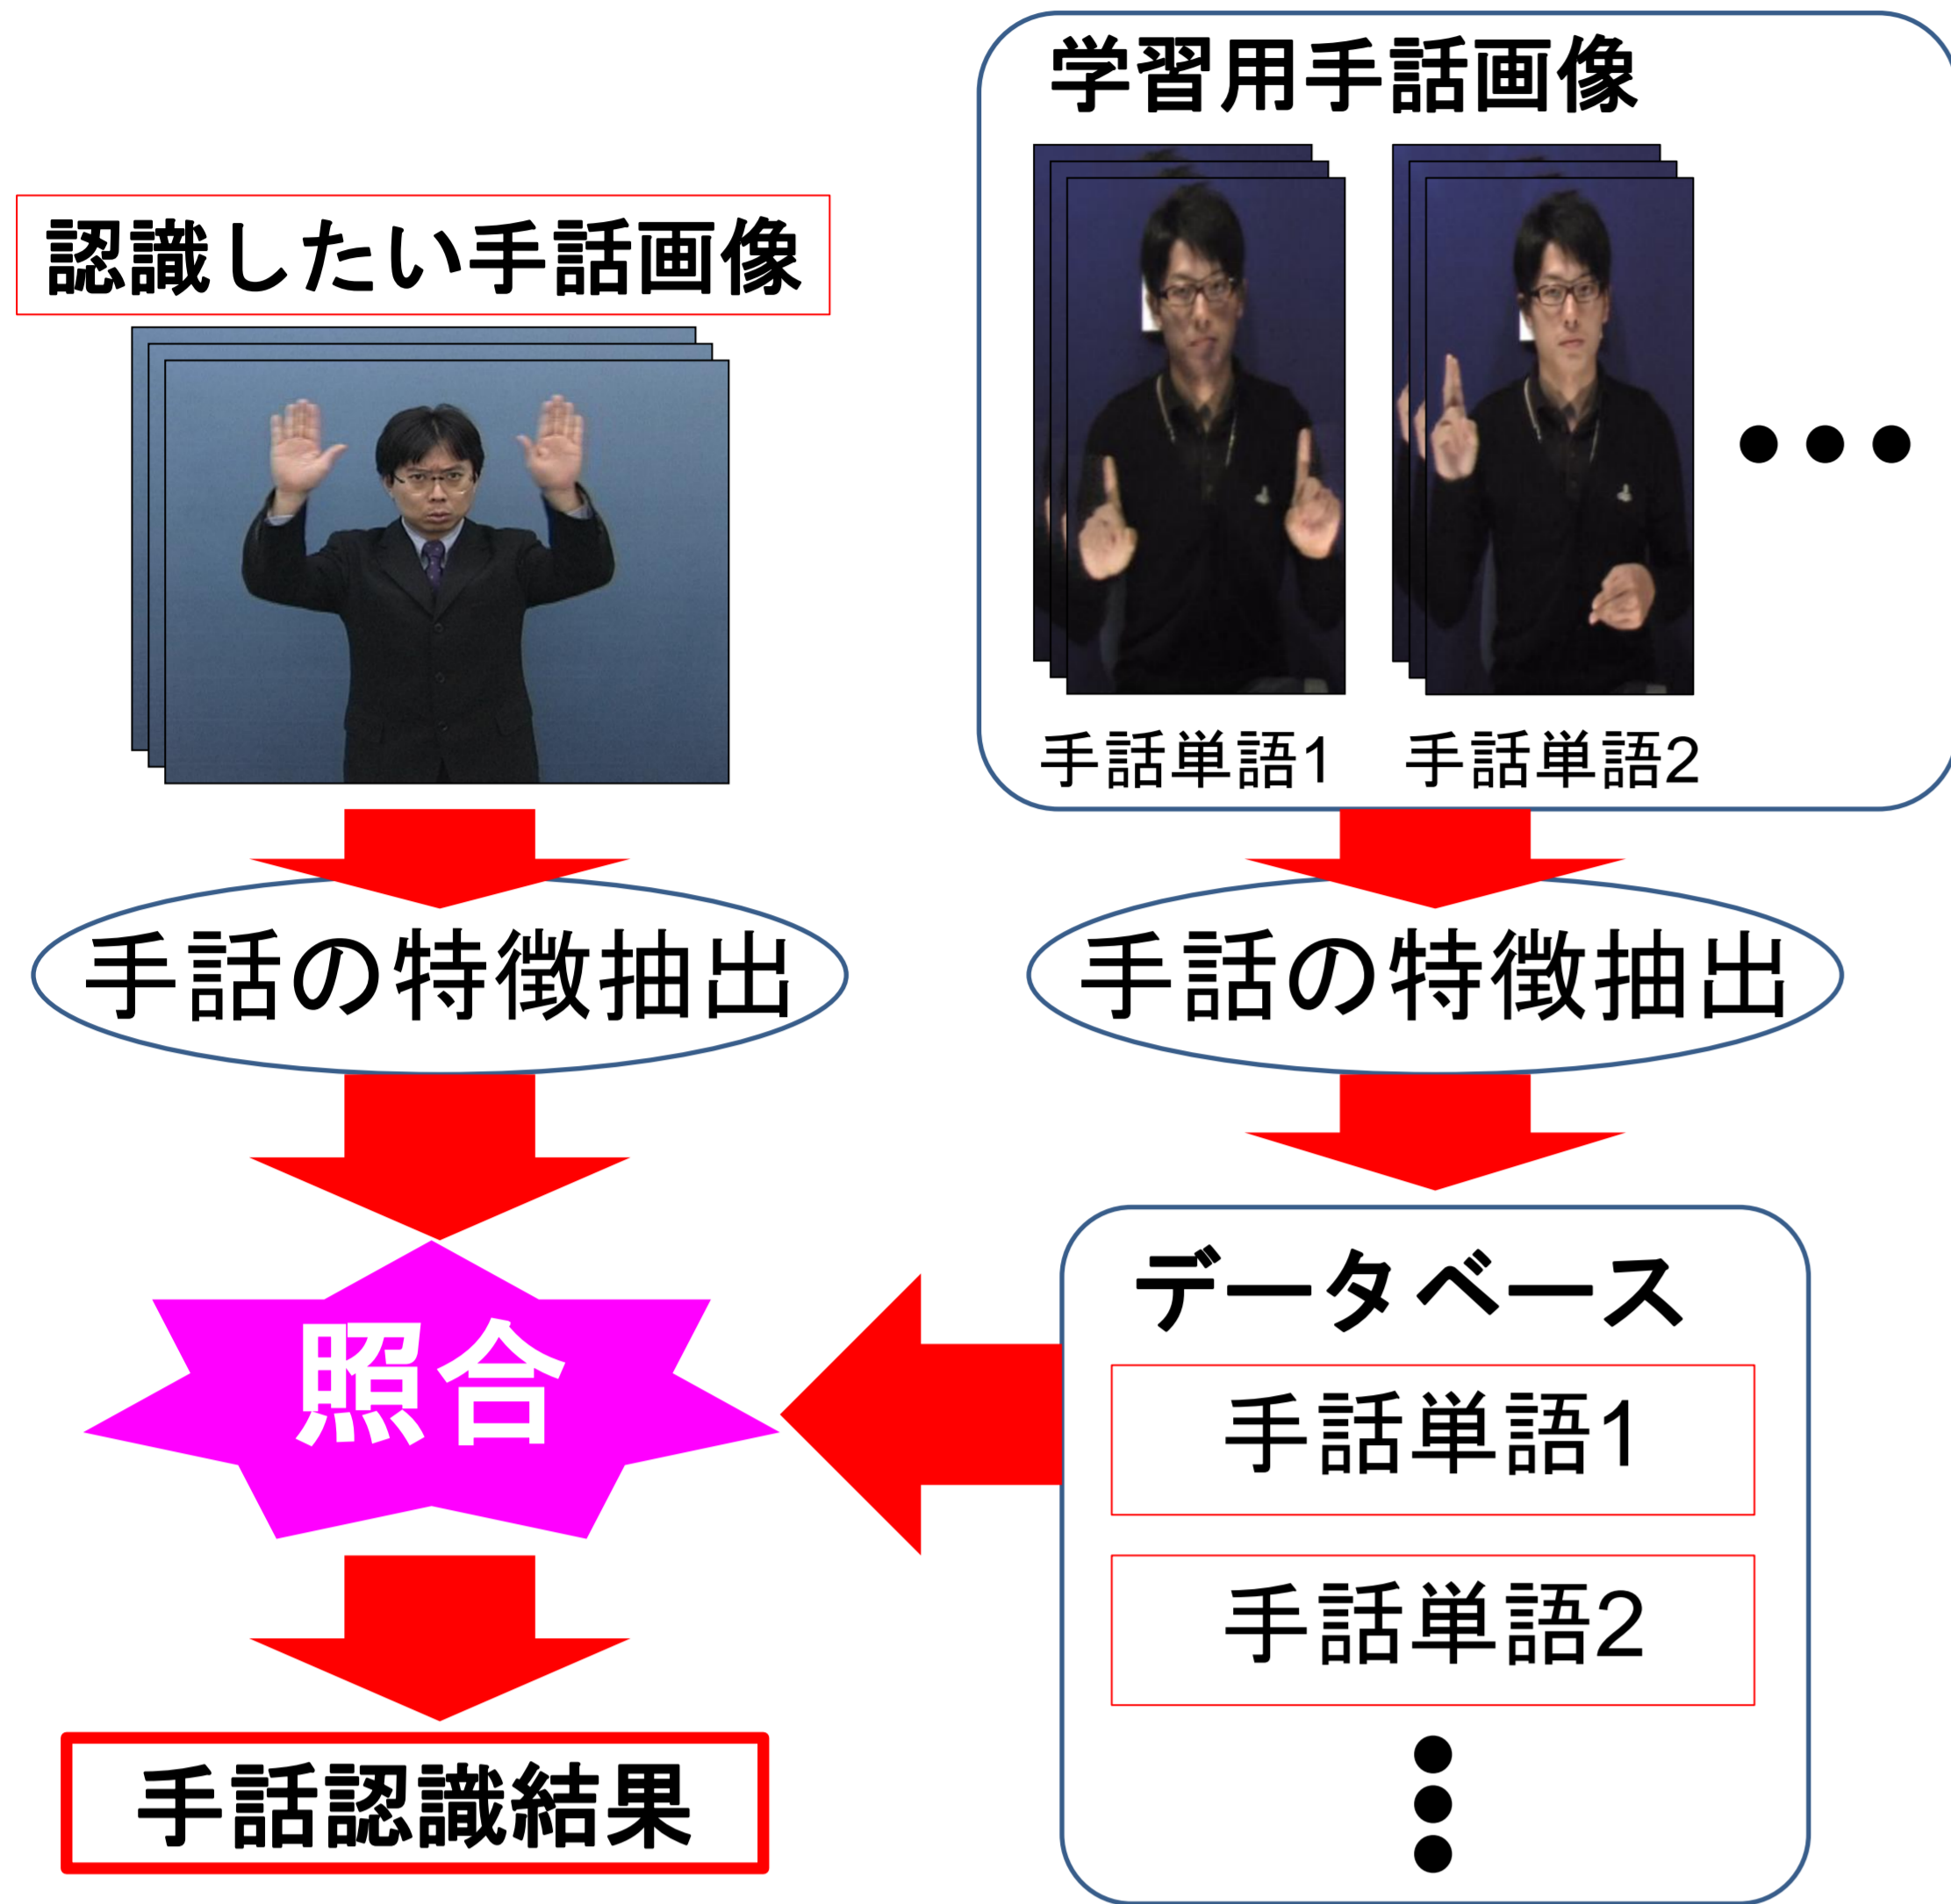 学習用手話画像
認識したい手話画像
手話単語1
手話単語2
手話の特徴抽出
手話の特徴抽出
データベース
照合
手話単語1
手話単語2
手話認識結果